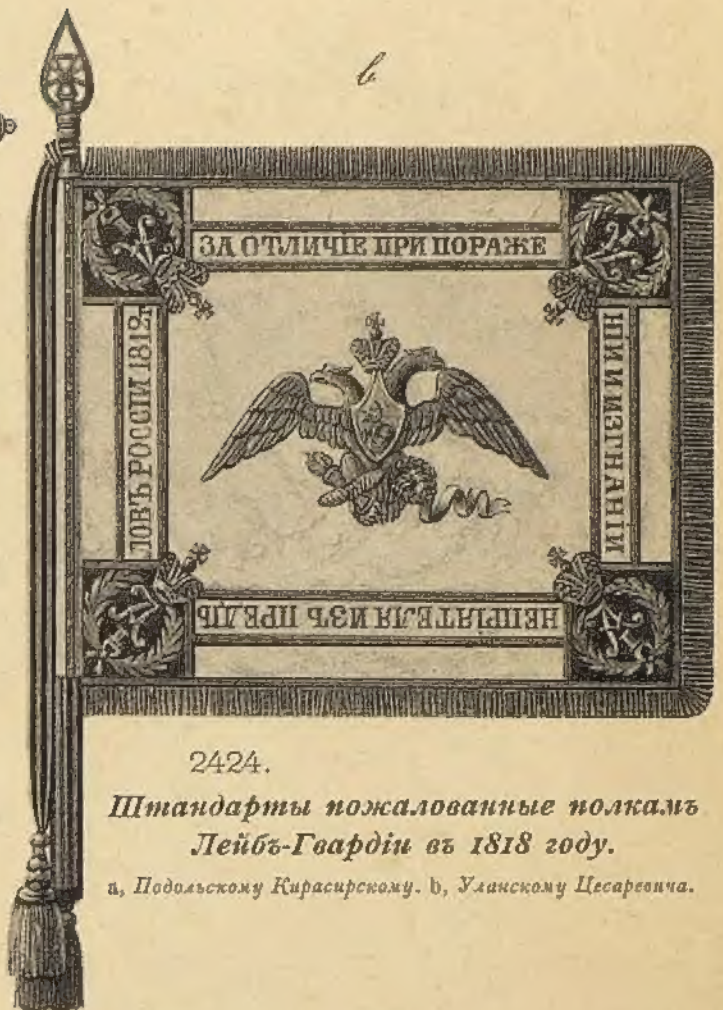 b
ЗА ОТЛИЧІЕ ПРИ ПОРАЖЕ
НІИ И ИЗГНАНІИ
НЕПРІЯТЕЛЯ ИЗЪ ПРЕДѢ
ЛОВЪ РОССІИ 1812 г.
2424.
Штандарты пожалованные полкамъ
Лейбъ-Гвардіи въ 1818 году.
a, Подольскому Кирасирскому. b, Уланскому Цесаревича.